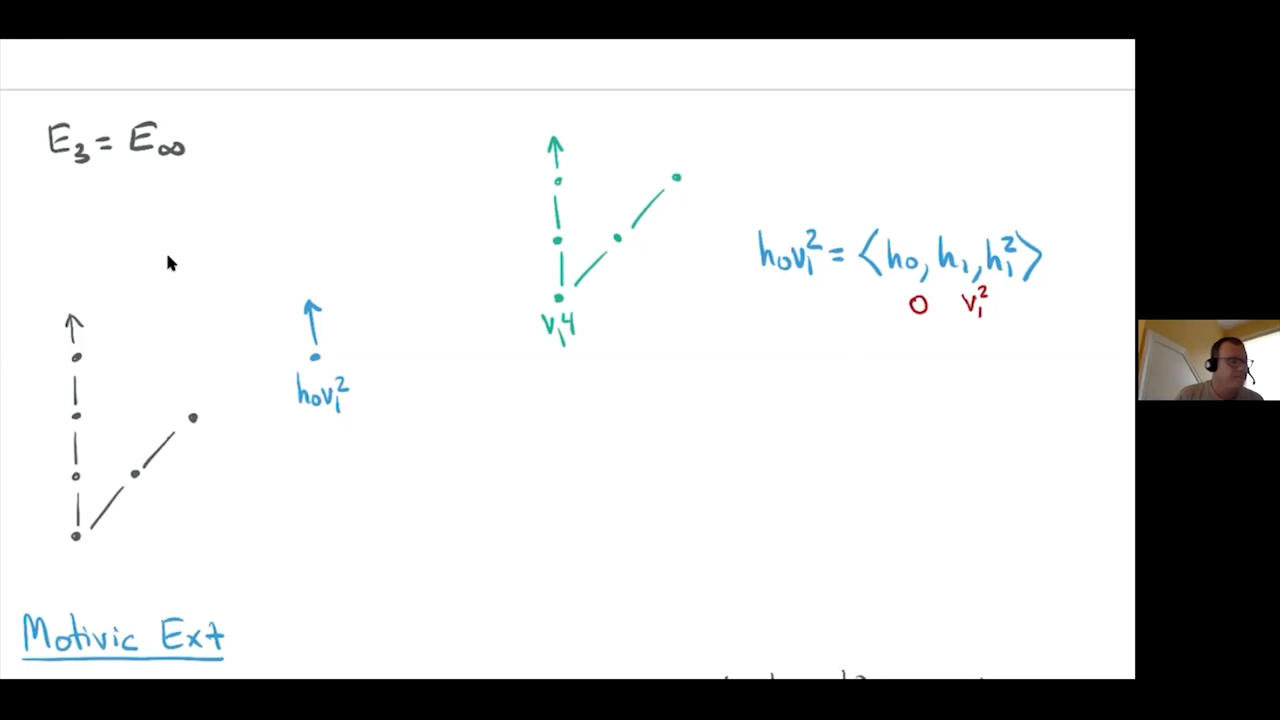 E₃ = E∞
h₀v₁² = ⟨h₀, h₁, h₁²⟩
0 v₁²
v₁4
h₀v₁²
Motivic Ext